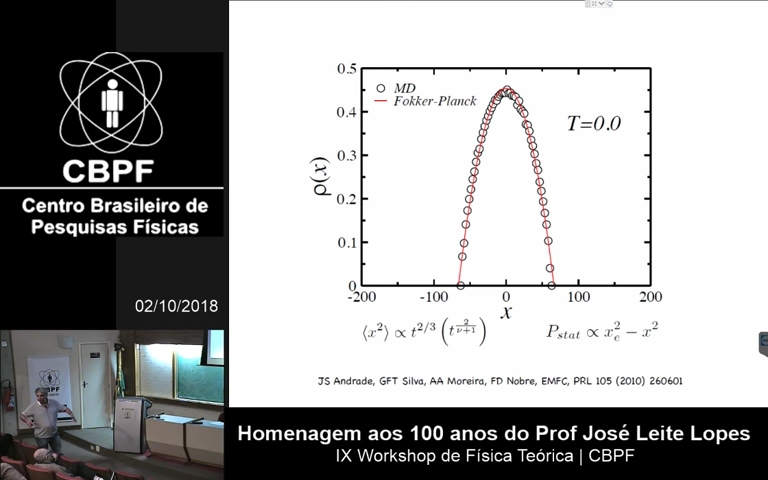 CBPF
Centro Brasileiro de
Pesquisas Físicas
02/10/2018
0.5
0.4
0.3
0.2
0.1
0
-200 -100 0 100 200
ρ(x)
x
MD
Fokker-Planck
T=0.0
⟨x²⟩ ∝ t^{2/3} (t^{2/(ν+1)})
P_{stat} ∝ x_e² − x²
JS Andrade, GFT Silva, AA Moreira, FD Nobre, EMFC, PRL 105 (2010) 260601
Homenagem aos 100 anos do Prof José Leite Lopes
IX Workshop de Física Teórica | CBPF